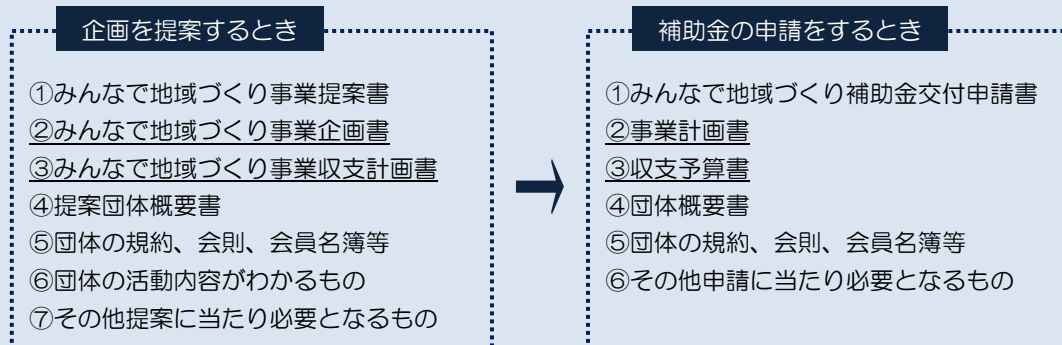 企画を提案するとき
①みんなで地域づくり事業提案書
②みんなで地域づくり事業企画書
③みんなで地域づくり事業収支計画書
④提案団体概要書
⑤団体の規約、会則、会員名簿等
⑥団体の活動内容がわかるもの
⑦その他提案に当たり必要となるもの
補助金の申請をするとき
①みんなで地域づくり補助金交付申請書
②事業計画書
③収支予算書
④団体概要書
⑤団体の規約、会則、会員名簿等
⑥その他申請に当たり必要となるもの